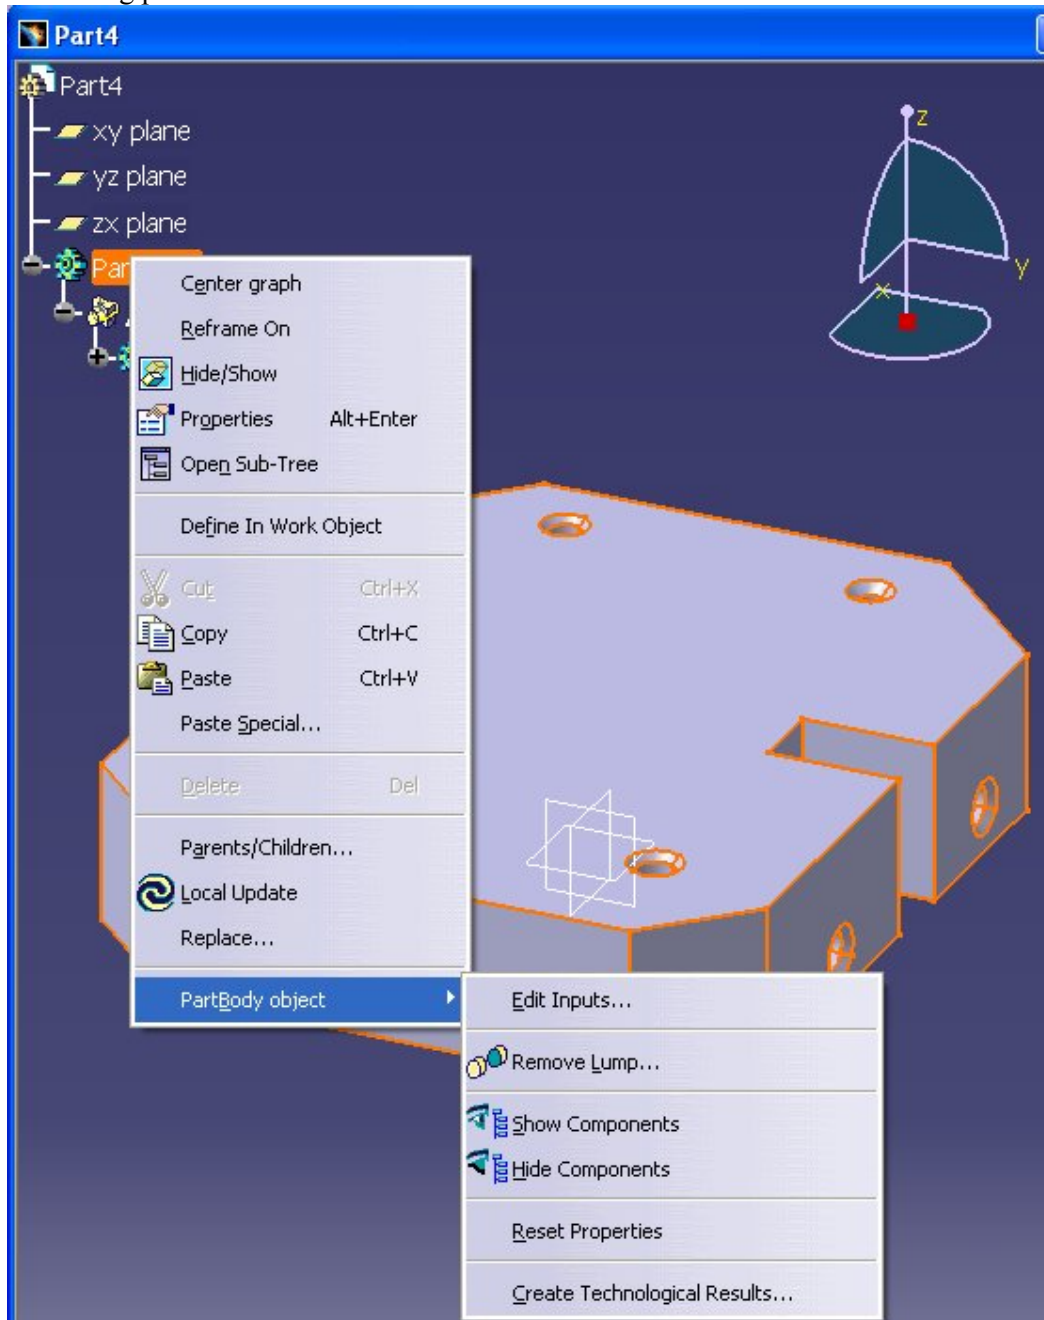 Part4
Part4
xy plane
yz plane
zx plane
z
y
x
Center graph
Reframe On
Hide/Show
Properties Alt+Enter
Open Sub-Tree
Define In Work Object
Cut Ctrl+X
Copy Ctrl+C
Paste Ctrl+V
Paste Special...
Delete Del
Parents/Children...
Local Update
Replace...
PartBody object
Edit Inputs...
Remove Lump...
Show Components
Hide Components
Reset Properties
Create Technological Results...